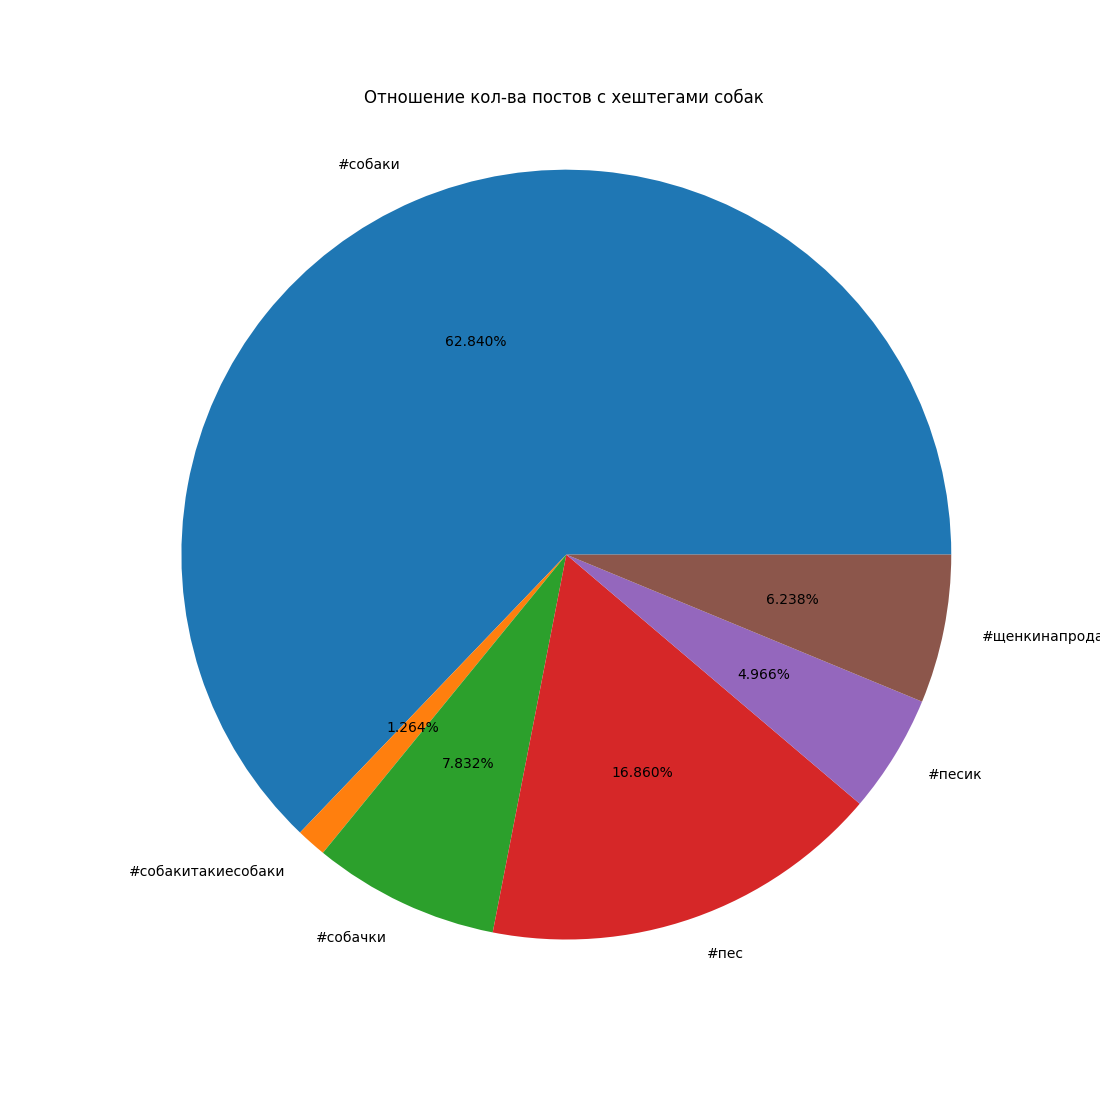 Отношение кол-ва постов с хештегами собак
#собаки
62.840%
6.238%
#щенкинапрода
4.966%
1.264%
7.832%
16.860%
#песик
#собакитакиесобаки
#собачки
#пес